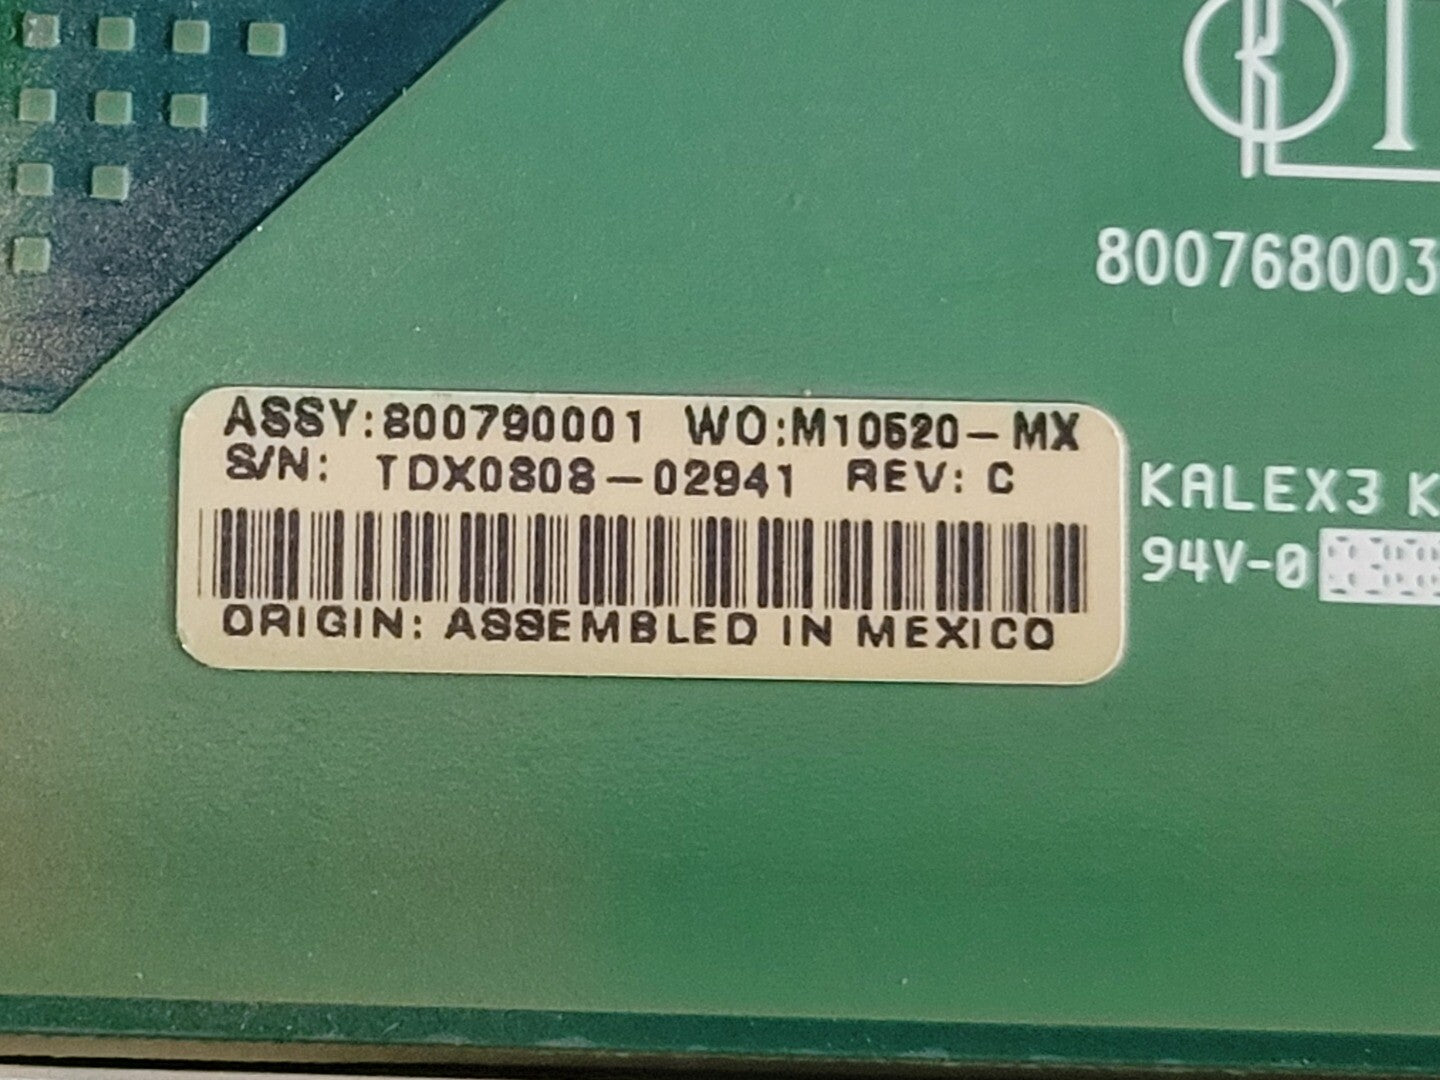 800768003
ASSY:800790001 WO:M10520-MX
S/N: TDX0808-02941 REV: C
KALEX3 K
94V-0
ORIGIN: ASSEMBLED IN MEXICO